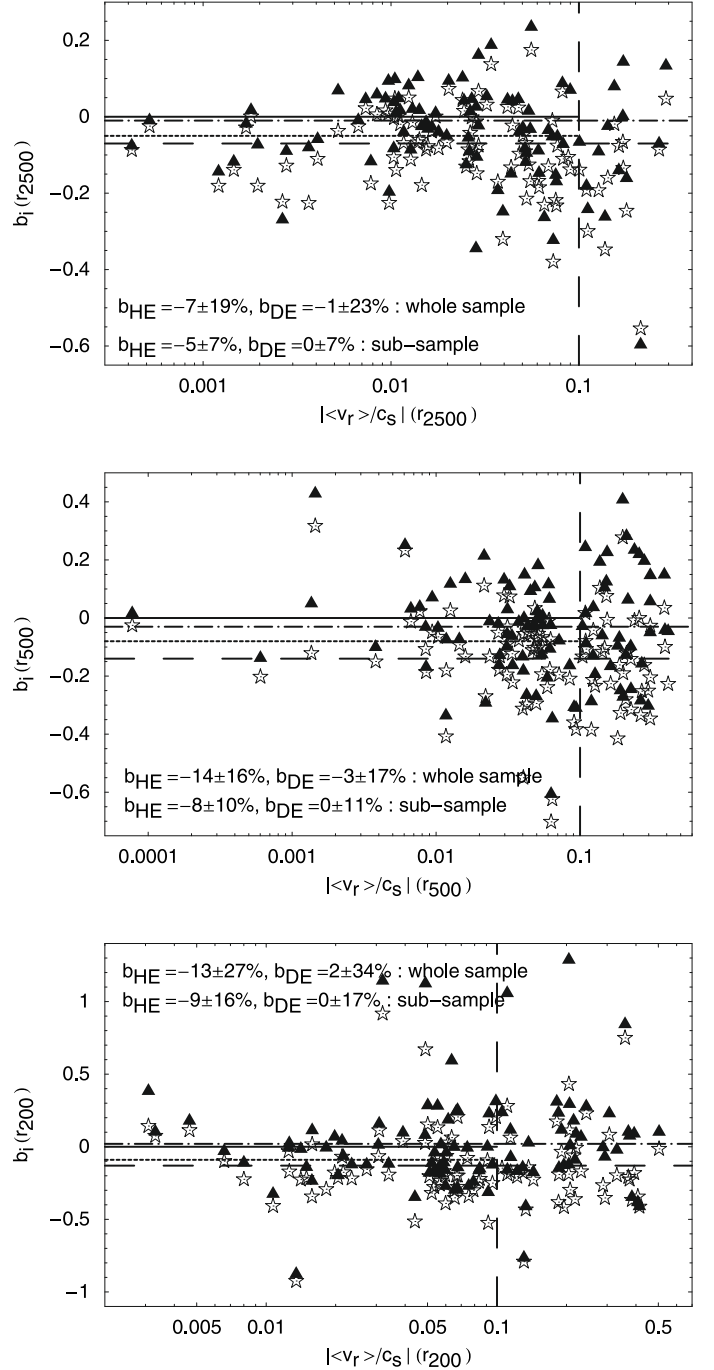 0.2
0
−0.2
−0.4
−0.6
b_i (r_2500)
b_HE =−7±19%, b_DE =−1±23% : whole sample
b_HE =−5±7%, b_DE =0±7% : sub−sample
0.001 0.01 0.1
|<v_r>/c_s| (r_2500)
0.4
0.2
0
−0.2
−0.4
−0.6
b_i (r_500)
b_HE =−14±16%, b_DE =−3±17% : whole sample
b_HE =−8±10%, b_DE =0±11% : sub−sample
0.0001 0.001 0.01 0.1
|<v_r>/c_s| (r_500)
b_HE =−13±27%, b_DE =2±34% : whole sample
b_HE =−9±16%, b_DE =0±17% : sub−sample
1
0.5
0
−0.5
−1
b_i (r_200)
0.005 0.01 0.05 0.1 0.5
|<v_r>/c_s| (r_200)